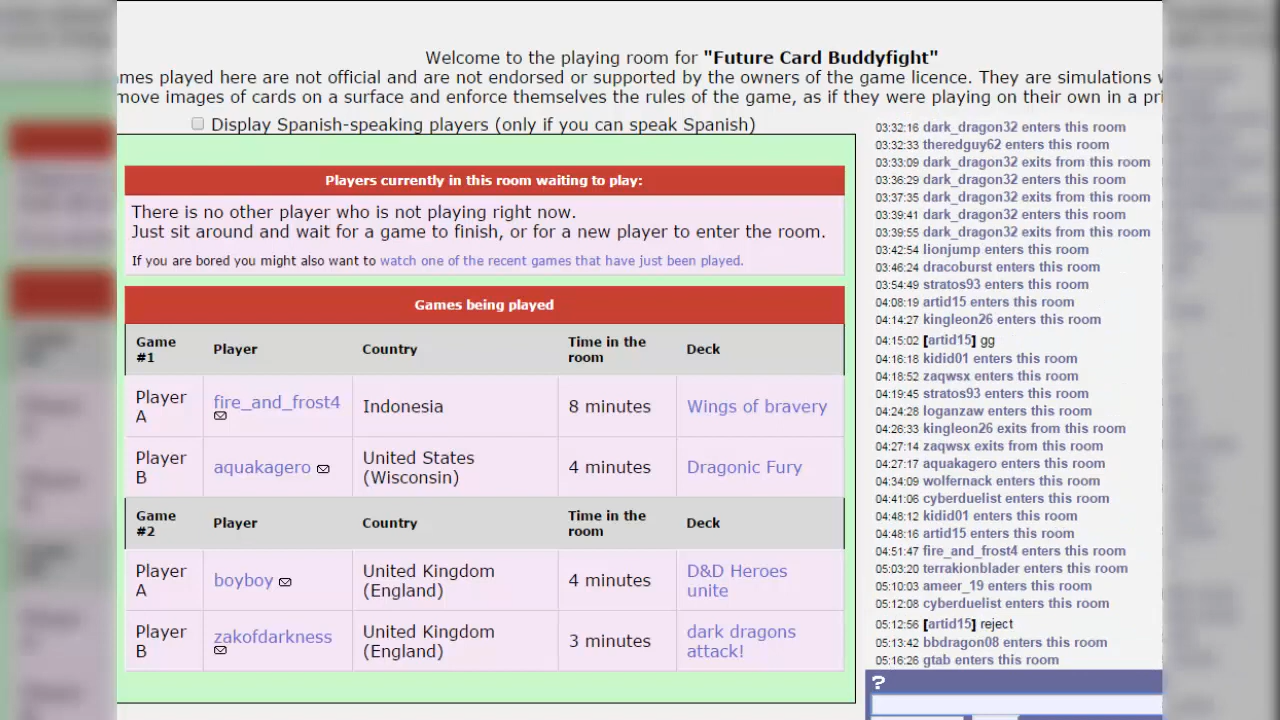 Welcome to the playing room for "Future Card Buddyfight"
mes played here are not official and are not endorsed or supported by the owners of the game licence. They are simulations
move images of cards on a surface and enforce themselves the rules of the game, as if they were playing on their own in a pri
Display Spanish-speaking players (only if you can speak Spanish)
Players currently in this room waiting to play:
There is no other player who is not playing right now.
Just sit around and wait for a game to finish, or for a new player to enter the room.
If you are bored you might also want to watch one of the recent games that have just been played.
Games being played
Game #1 Player Country Time in the room Deck
Player A fire_and_frost4 Indonesia 8 minutes Wings of bravery
Player B aquakagero United States (Wisconsin) 4 minutes Dragonic Fury
Game #2 Player Country Time in the room Deck
Player A boyboy United Kingdom (England) 4 minutes D&D Heroes unite
Player B zakofdarkness United Kingdom (England) 3 minutes dark dragons attack!
03:32:16 dark_dragon32 enters this room
03:32:33 theredguy62 enters this room
03:33:09 dark_dragon32 exits from this room
03:36:29 dark_dragon32 enters this room
03:37:35 dark_dragon32 exits from this room
03:39:41 dark_dragon32 enters this room
03:39:55 dark_dragon32 exits from this room
03:42:54 lionjump enters this room
03:46:24 dracoburst enters this room
03:54:49 stratos93 enters this room
04:08:19 artid15 enters this room
04:14:27 kingleon26 enters this room
04:15:02 [artid15] gg
04:16:18 kidid01 enters this room
04:18:52 zaqwsx enters this room
04:19:45 stratos93 enters this room
04:24:28 loganzaw enters this room
04:26:33 kingleon26 exits from this room
04:27:14 zaqwsx exits from this room
04:27:17 aquakagero enters this room
04:34:09 wolfernack enters this room
04:41:06 cyberduelist enters this room
04:48:12 kidid01 enters this room
04:48:16 artid15 enters this room
04:51:47 fire_and_frost4 enters this room
05:03:20 terrakionblader enters this room
05:10:03 ameer_19 enters this room
05:12:08 cyberduelist enters this room
05:12:56 [artid15] reject
05:13:42 bbdragon08 enters this room
05:16:26 gtab enters this room
?